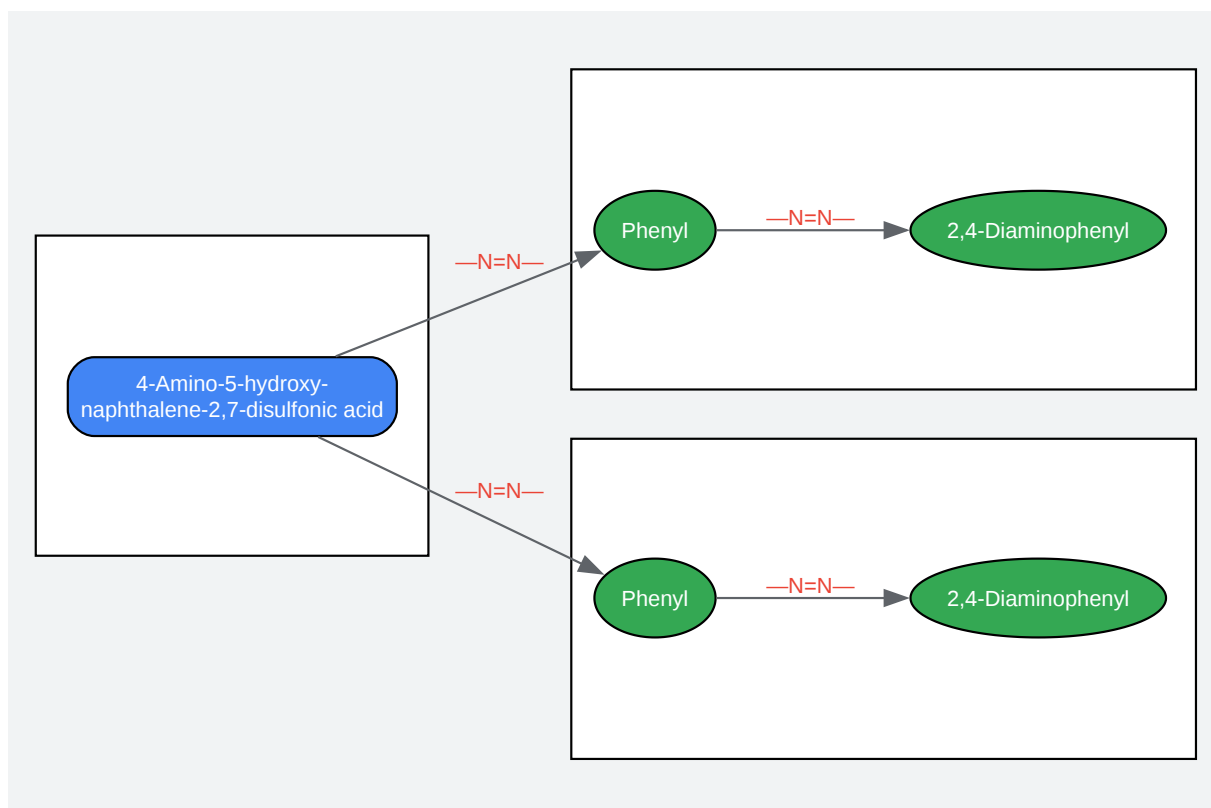 —N=N—
Phenyl
—N=N—
2,4-Diaminophenyl
4-Amino-5-hydroxy-
naphthalene-2,7-disulfonic acid
—N=N—
Phenyl
—N=N—
2,4-Diaminophenyl